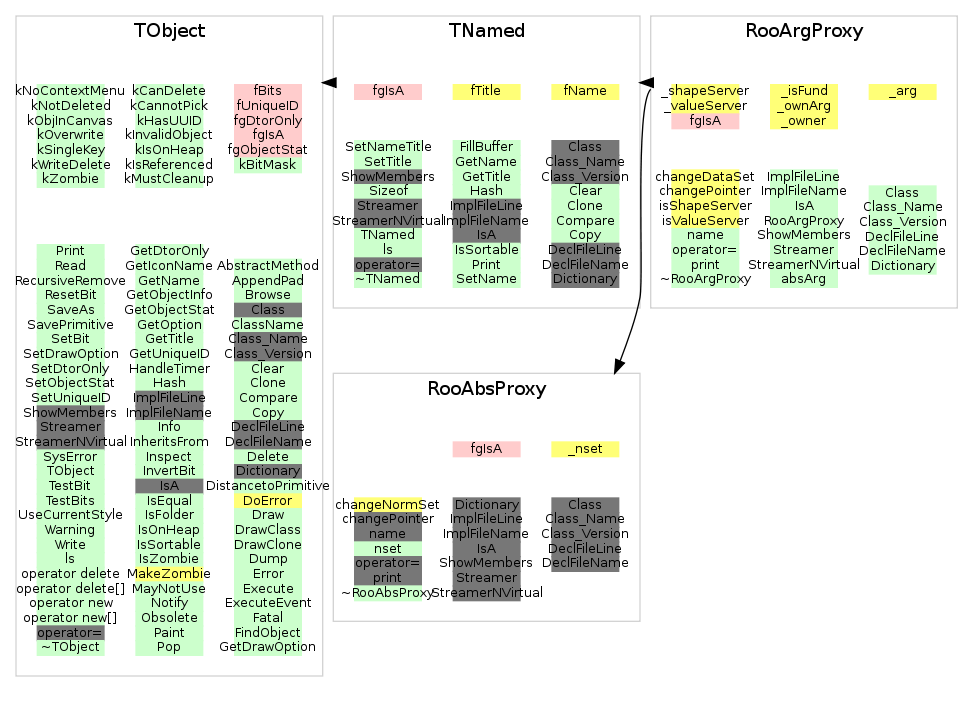 TObject
kNoContextMenu
kNotDeleted
kObjInCanvas
kOverwrite
kSingleKey
kWriteDelete
kZombie
kCanDelete
kCannotPick
kHasUUID
kInvalidObject
kIsOnHeap
kIsReferenced
kMustCleanup
fBits
fUniqueID
fgDtorOnly
fgIsA
fgObjectStat
kBitMask
Print
Read
RecursiveRemove
ResetBit
SaveAs
SavePrimitive
SetBit
SetDrawOption
SetDtorOnly
SetObjectStat
SetUniqueID
ShowMembers
Streamer
StreamerNVirtual
SysError
TObject
TestBit
TestBits
UseCurrentStyle
Warning
Write
ls
operator delete
operator delete[]
operator new
operator new[]
operator=
~TObject
GetDtorOnly
GetIconName
GetName
GetObjectInfo
GetObjectStat
GetOption
GetTitle
GetUniqueID
HandleTimer
Hash
ImplFileLine
ImplFileName
Info
InheritsFrom
Inspect
InvertBit
IsA
IsEqual
IsFolder
IsOnHeap
IsSortable
IsZombie
MakeZombie
MayNotUse
Notify
Obsolete
Paint
Pop
AbstractMethod
AppendPad
Browse
Class
ClassName
Class_Name
Class_Version
Clear
Clone
Compare
Copy
DeclFileLine
DeclFileName
Delete
Dictionary
DistancetoPrimitive
DoError
Draw
DrawClass
DrawClone
Dump
Error
Execute
ExecuteEvent
Fatal
FindObject
GetDrawOption
TNamed
fgIsA
fTitle
fName
SetNameTitle
SetTitle
ShowMembers
Sizeof
Streamer
StreamerNVirtual
TNamed
ls
operator=
~TNamed
FillBuffer
GetName
GetTitle
Hash
ImplFileLine
ImplFileName
IsA
IsSortable
Print
SetName
Class
Class_Name
Class_Version
Clear
Clone
Compare
Copy
DeclFileLine
DeclFileName
Dictionary
RooArgProxy
_shapeServer
_valueServer
fgIsA
_isFund
_ownArg
_owner
_arg
changeDataSet
changePointer
isShapeServer
isValueServer
name
operator=
print
~RooArgProxy
ImplFileLine
ImplFileName
IsA
RooArgProxy
ShowMembers
Streamer
StreamerNVirtual
absArg
Class
Class_Name
Class_Version
DeclFileLine
DeclFileName
Dictionary
RooAbsProxy
fgIsA
_nset
changeNormSet
changePointer
name
nset
operator=
print
~RooAbsProxy
Dictionary
ImplFileLine
ImplFileName
IsA
ShowMembers
Streamer
StreamerNVirtual
Class
Class_Name
Class_Version
DeclFileLine
DeclFileName